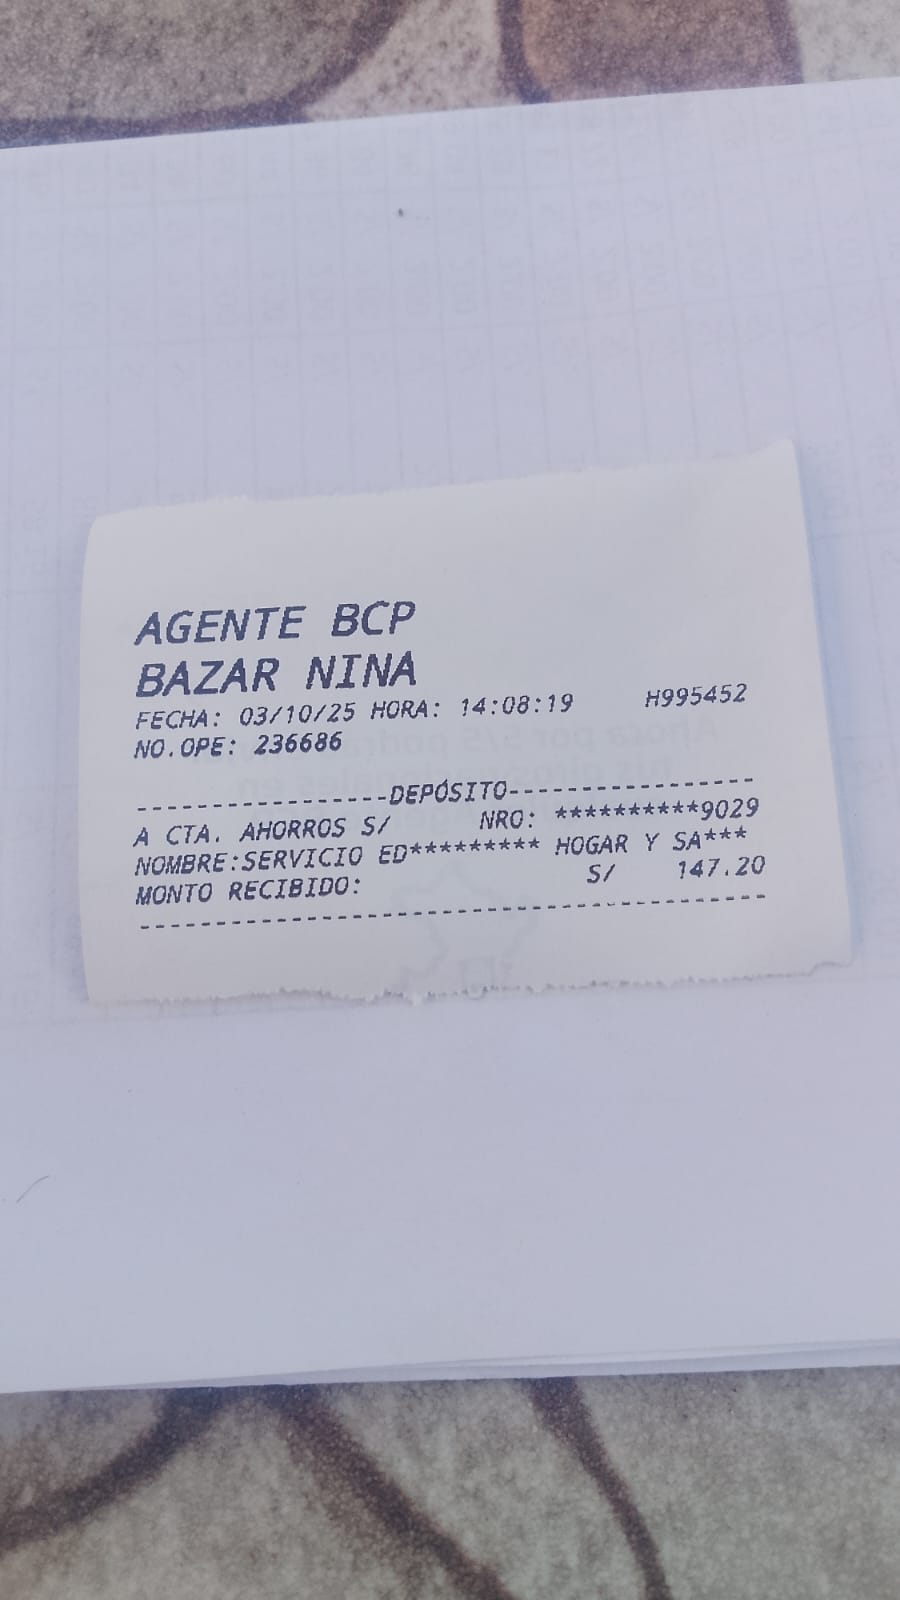 AGENTE BCP
BAZAR NINA
FECHA: 03/10/25 HORA: 14:08:19 H995452
NO.OPE: 236686
-----------------DEPÓSITO-----------------
A CTA. AHORROS S/ NRO: **********9029
NOMBRE:SERVICIO ED********* HOGAR Y SA***
MONTO RECIBIDO: S/ 147.20
------------------------------------------